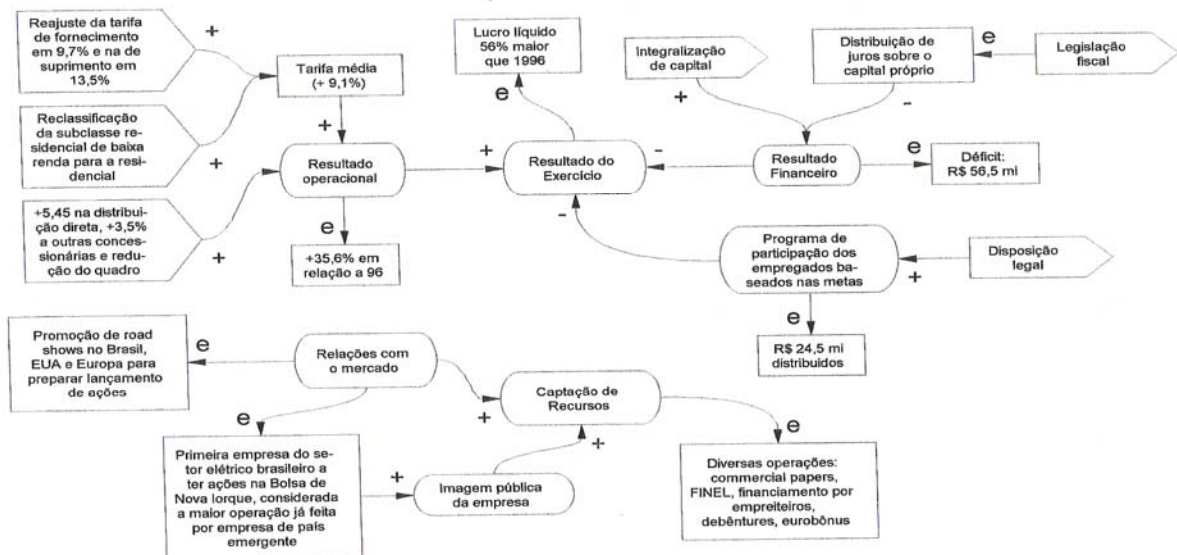 Reajuste da tarifa
de fornecimento
em 9,7% e na de
suprimento em
13,5%
+
Tarifa média
(+ 9,1%)
Reclassificação
da subclasse re-
sidencial de baixa
renda para a resi-
dencial
+
+
+5,45 na distribui-
ção direta, +3,5%
a outras conces-
sionárias e redu-
ção do quadro
+
Resultado
operacional
e
+35,6% em
relação a 96
+
Lucro líquido
56% maior
que 1996
e
Resultado do
Exercício
-
-
Integralização
de capital
+
Distribuição de
juros sobre o
capital próprio
-
e
Legislação
fiscal
Resultado
Financeiro
e
Déficit:
R$ 56,5 mi
Programa de
participação dos
empregados ba-
seados nas metas
+
Disposição
legal
e
R$ 24,5 mi
distribuidos
Promoção de road
shows no Brasil,
EUA e Europa para
preparar lançamento
de ações
e
Relações com
o mercado
e
+
Captação de
Recursos
+
e
Primeira empresa do se-
tor elétrico brasileiro a
ter ações na Bolsa de
Nova Iorque, considerada
a maior operação já feita
por empresa de país
emergente
+
Imagem pública
da empresa
Diversas operações:
commercial papers,
FINEL, financiamento por
empreiteiros,
debêntures, eurobônus